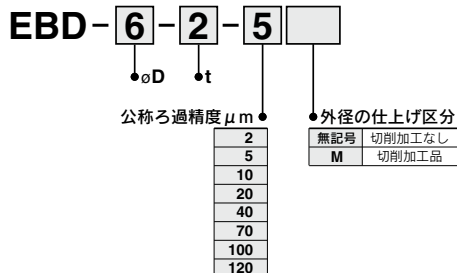 EBD-6-2-5
øD
t
公称ろ過精度μm
2
5
10
20
40
70
100
120
外径の仕上げ区分
無記号 切削加工なし
M 切削加工品